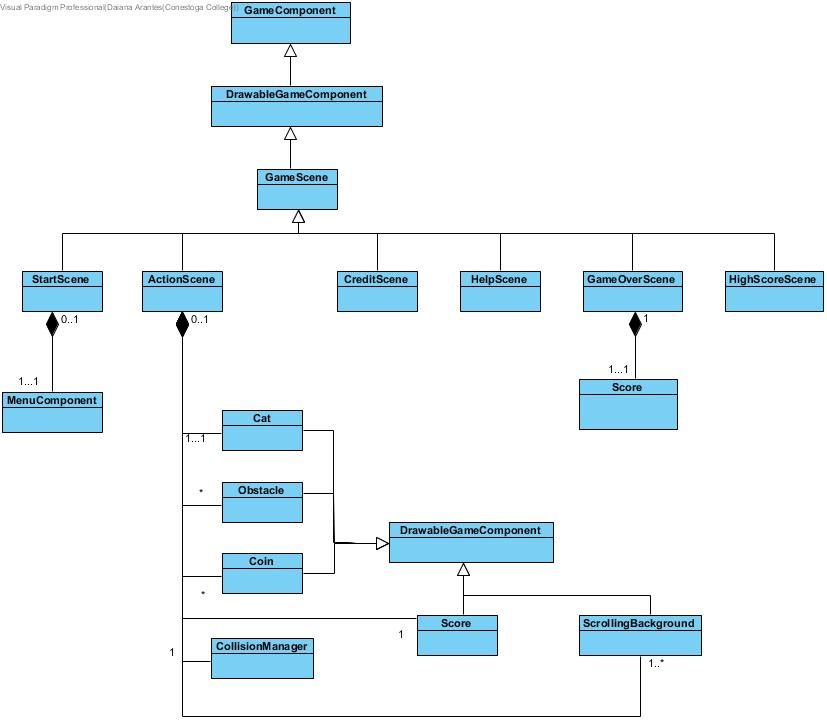 Visual Paradigm Professional(Daiana Arantes(Conestoga College))
GameComponent
DrawableGameComponent
GameScene
StartScene
ActionScene
CreditScene
HelpScene
GameOverScene
HighScoreScene
0..1
0..1
1
1...1
1...1
MenuComponent
Score
Cat
1...1
*
Obstacle
DrawableGameComponent
Coin
*
Score
ScrollingBackground
1
CollisionManager
1
1..*